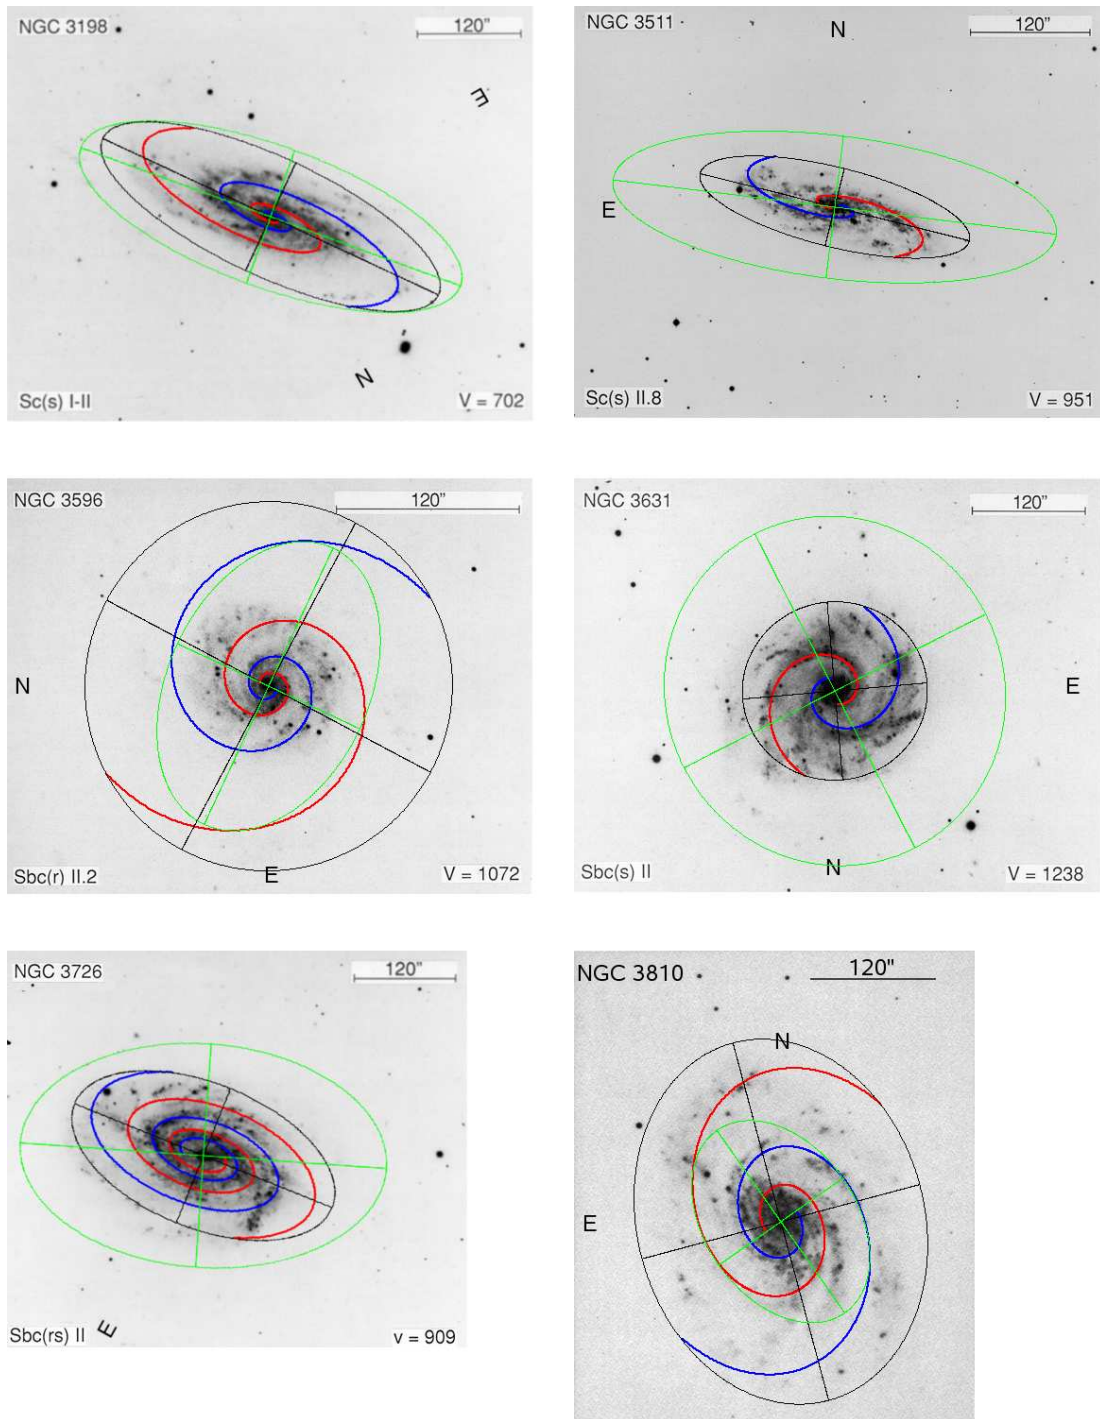 NGC 3198
120"
E
N
Sc(s) I-II
V = 702
NGC 3511
120"
N
E
Sc(s) II.8
V = 951
NGC 3596
120"
N
E
Sbc(r) II.2
V = 1072
NGC 3631
120"
E
N
Sbc(s) II
V = 1238
NGC 3726
120"
E
Sbc(rs) II
v = 909
NGC 3810
120"
N
E